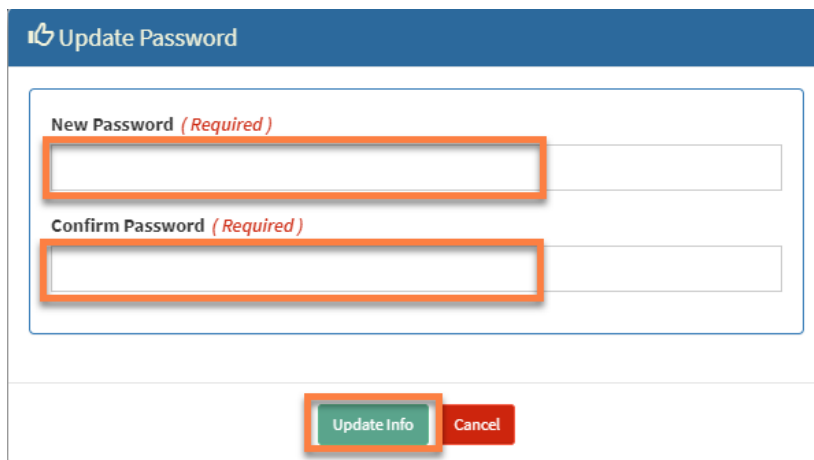 Update Password
New Password ( Required )
Confirm Password ( Required )
Update Info Cancel